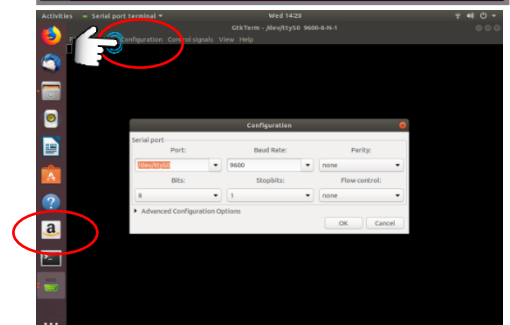 Activities Serial port terminal Wed 14:20
GtkTerm - /dev/ttyS0 9600-8-N-1
Configuration Control signals View Help
Configuration
Serial port
Port: Baud Rate: Parity:
/dev/ttyS0 9600 none
Bits: Stopbits: Flow control:
8 1 none
Advanced Configuration Options
OK Cancel
a